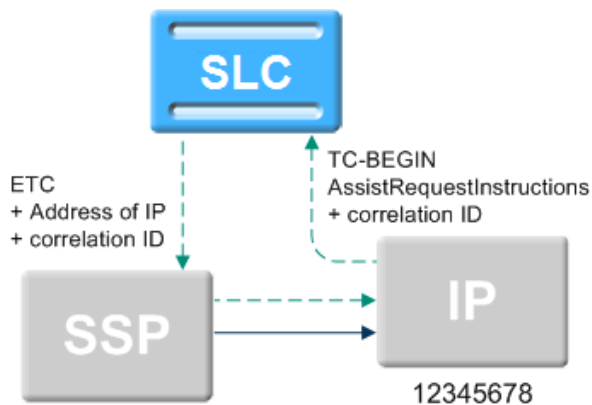 SLC
ETC
+ Address of IP
+ correlation ID
TC-BEGIN
AssistRequestInstructions
+ correlation ID
SSP
IP
12345678